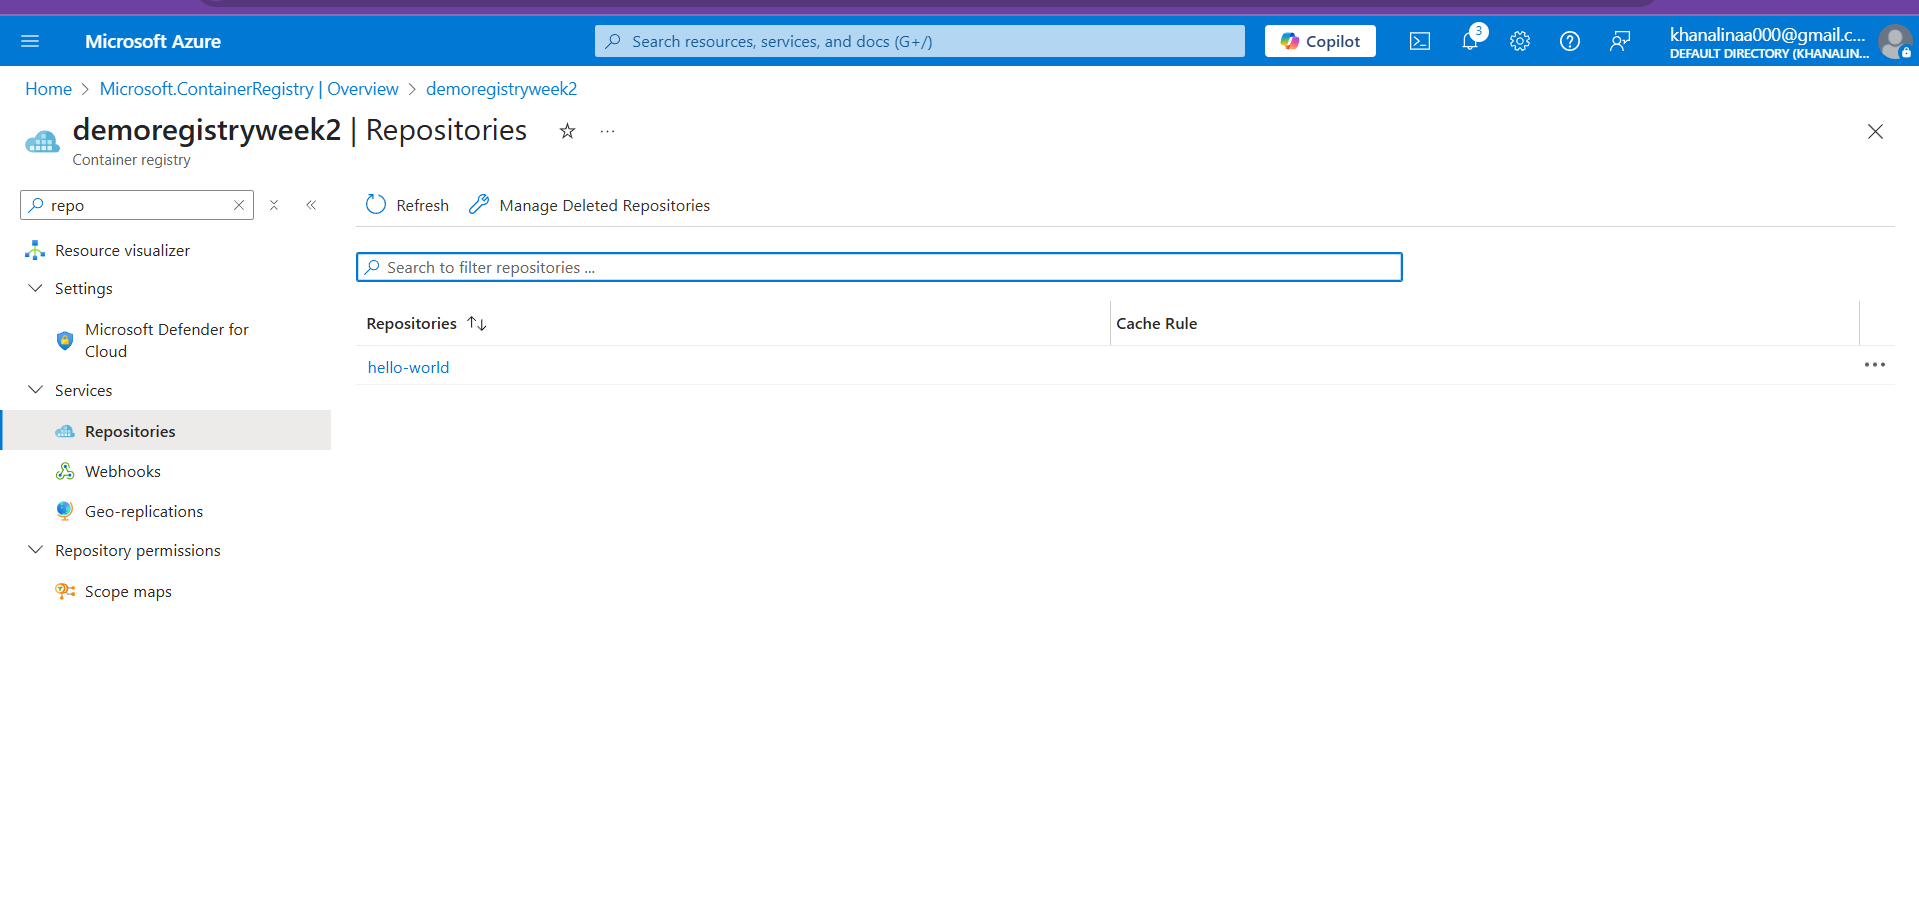 Microsoft Azure
Search resources, services, and docs (G+/)
Copilot
3
khanalinaa000@gmail.c...
DEFAULT DIRECTORY (KHANALIN...
Home > Microsoft.ContainerRegistry | Overview > demoregistryweek2
demoregistryweek2 | Repositories
Container registry
repo
Refresh
Manage Deleted Repositories
Resource visualizer
Settings
Microsoft Defender for
Cloud
Services
Repositories
Webhooks
Geo-replications
Repository permissions
Scope maps
Search to filter repositories ...
Repositories
Cache Rule
hello-world